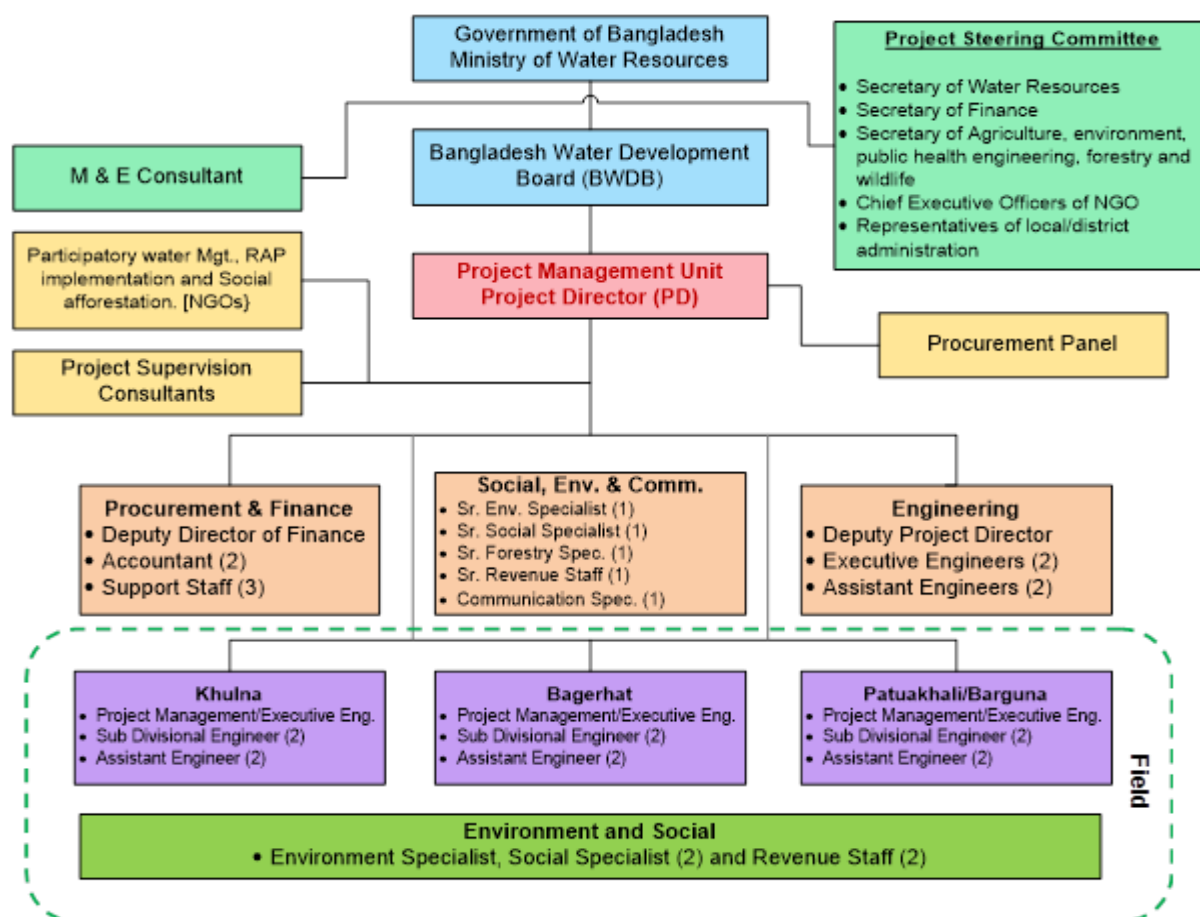 Government of Bangladesh
Ministry of Water Resources
Project Steering Committee
• Secretary of Water Resources
• Secretary of Finance
• Secretary of Agriculture, environment,
public health engineering, forestry and
wildlife
• Chief Executive Officers of NGO
• Representatives of local/district
administration
M & E Consultant
Bangladesh Water Development
Board (BWDB)
Participatory water Mgt., RAP
implementation and Social
afforestation. [NGOs}
Project Management Unit
Project Director (PD)
Procurement Panel
Project Supervision
Consultants
Procurement & Finance
• Deputy Director of Finance
• Accountant (2)
• Support Staff (3)
Social, Env. & Comm.
• Sr. Env. Specialist (1)
• Sr. Social Specialist (1)
• Sr. Forestry Spec. (1)
• Sr. Revenue Staff (1)
• Communication Spec. (1)
Engineering
• Deputy Project Director
• Executive Engineers (2)
• Assistant Engineers (2)
Khulna
• Project Management/Executive Eng.
• Sub Divisional Engineer (2)
• Assistant Engineer (2)
Bagerhat
• Project Management/Executive Eng.
• Sub Divisional Engineer (2)
• Assistant Engineer (2)
Patuakhali/Barguna
• Project Management/Executive Eng.
• Sub Divisional Engineer (2)
• Assistant Engineer (2)
Field
Environment and Social
• Environment Specialist, Social Specialist (2) and Revenue Staff (2)